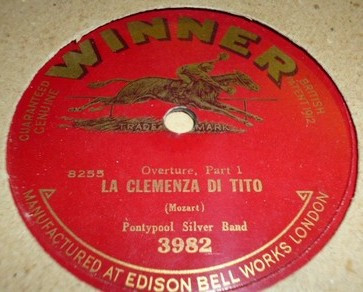 WINNER
GUARANTEED
GENUINE
BRITISH
PATENT 1912
TRADE MARK
Overture, Part 1
8255
LA CLEMENZA DI TITO
(Mozart)
Pontypool Silver Band
3982
MANUFACTURED AT EDISON BELL WORKS LONDON